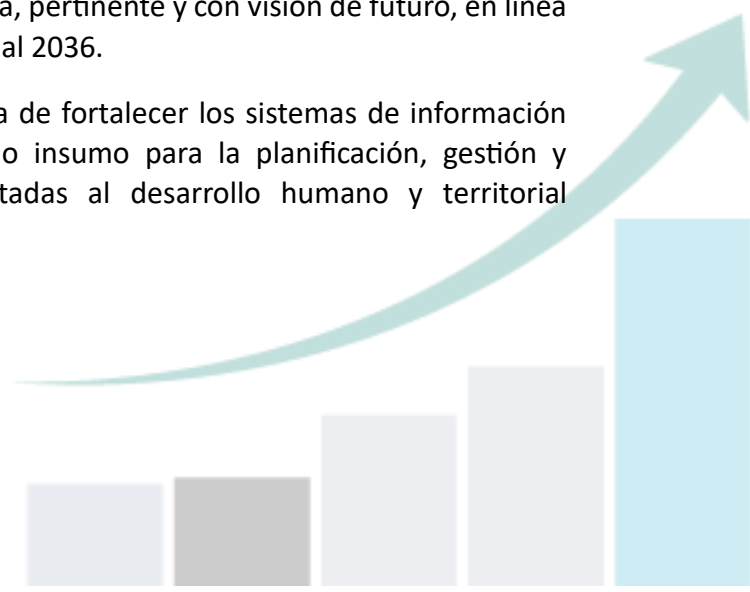 a, pertinente y con visión de futuro, en línea
al 2036.
a de fortalecer los sistemas de información
o insumo para la planificación, gestión y
tadas al desarrollo humano y territorial